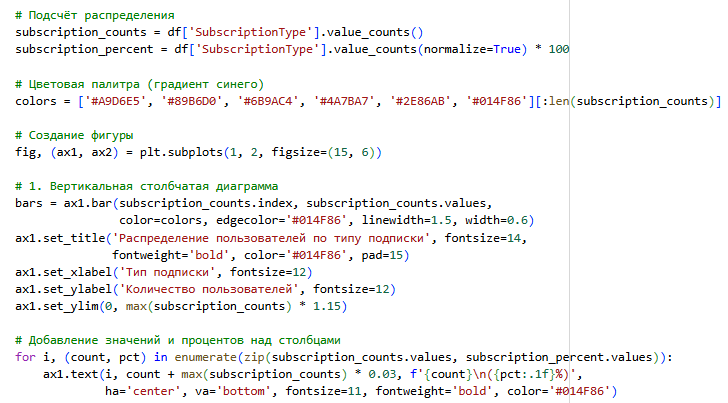 # Подсчёт распределения
subscription_counts = df['SubscriptionType'].value_counts()
subscription_percent = df['SubscriptionType'].value_counts(normalize=True) * 100

# Цветовая палитра (градиент синего)
colors = ['#A9D6E5', '#89B6D0', '#6B9AC4', '#4A7BA7', '#2E86AB', '#014F86'][:len(subscription_counts)]

# Создание фигуры
fig, (ax1, ax2) = plt.subplots(1, 2, figsize=(15, 6))

# 1. Вертикальная столбчатая диаграмма
bars = ax1.bar(subscription_counts.index, subscription_counts.values,
               color=colors, edgecolor='#014F86', linewidth=1.5, width=0.6)
ax1.set_title('Распределение пользователей по типу подписки', fontsize=14,
              fontweight='bold', color='#014F86', pad=15)
ax1.set_xlabel('Тип подписки', fontsize=12)
ax1.set_ylabel('Количество пользователей', fontsize=12)
ax1.set_ylim(0, max(subscription_counts) * 1.15)

# Добавление значений и процентов над столбцами
for i, (count, pct) in enumerate(zip(subscription_counts.values, subscription_percent.values)):
    ax1.text(i, count + max(subscription_counts) * 0.03, f'{count}\n({pct:.1f}%)',
             ha='center', va='bottom', fontsize=11, fontweight='bold', color='#014F86')